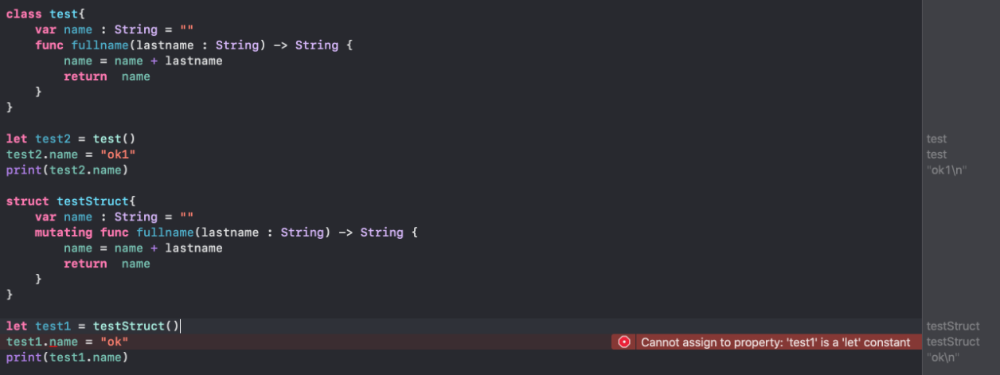 class test{
    var name : String = ""
    func fullname(lastname : String) -> String {
        name = name + lastname
        return  name
    }
}
let test2 = test()
test
test2.name = "ok1"
test
print(test2.name)
"ok1\n"
struct testStruct{
    var name : String = ""
    mutating func fullname(lastname : String) -> String {
        name = name + lastname
        return  name
    }
}
let test1 = testStruct()
testStruct
test1.name = "ok"
Cannot assign to property: 'test1' is a 'let' constant
testStruct
print(test1.name)
"ok\n"